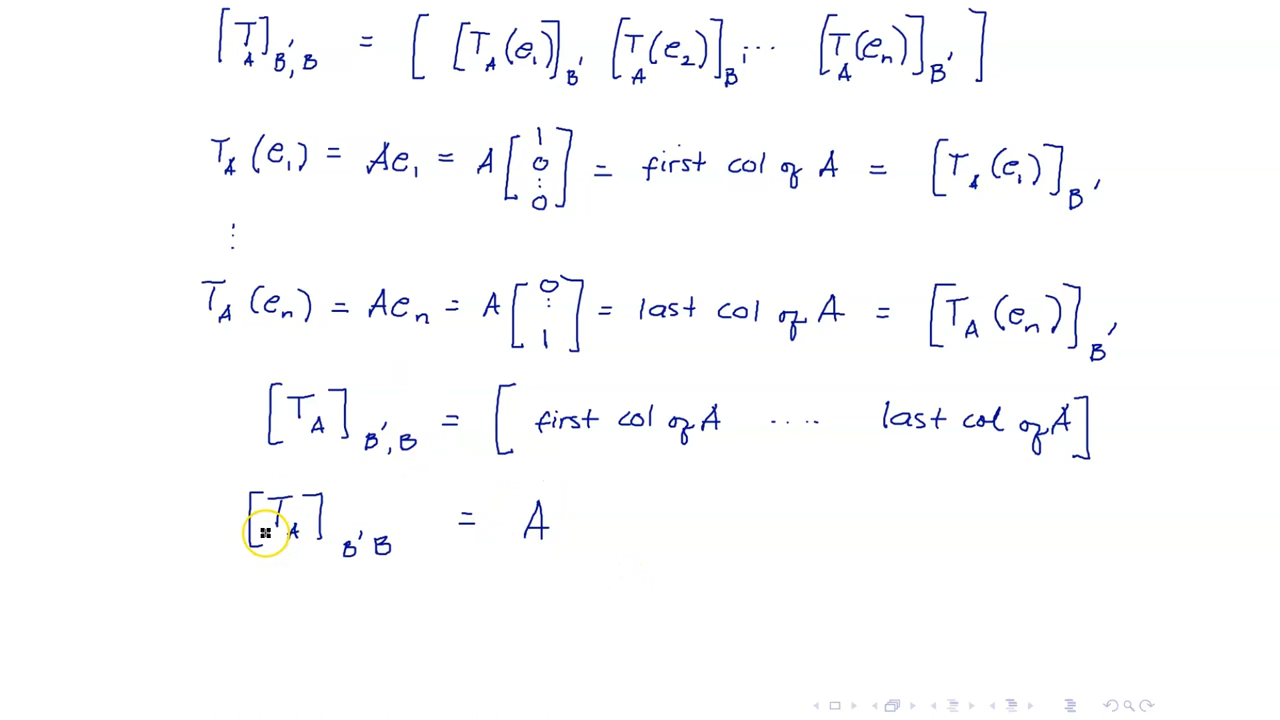 [T_A]_{B',B} = [ [T_A(e_1)]_{B'} [T_A(e_2)]_{B'} ... [T_A(e_n)]_{B'} ]
T_A(e_1) = Ae_1 = A [1 0 ⋮ 0] = first col of A = [T_A(e_1)]_{B'}
⋮
T_A(e_n) = Ae_n = A [0 ⋮ 1] = last col of A = [T_A(e_n)]_{B'}
[T_A]_{B',B} = [ first col of A .... last col of A ]
[T_A]_{B' B} = A